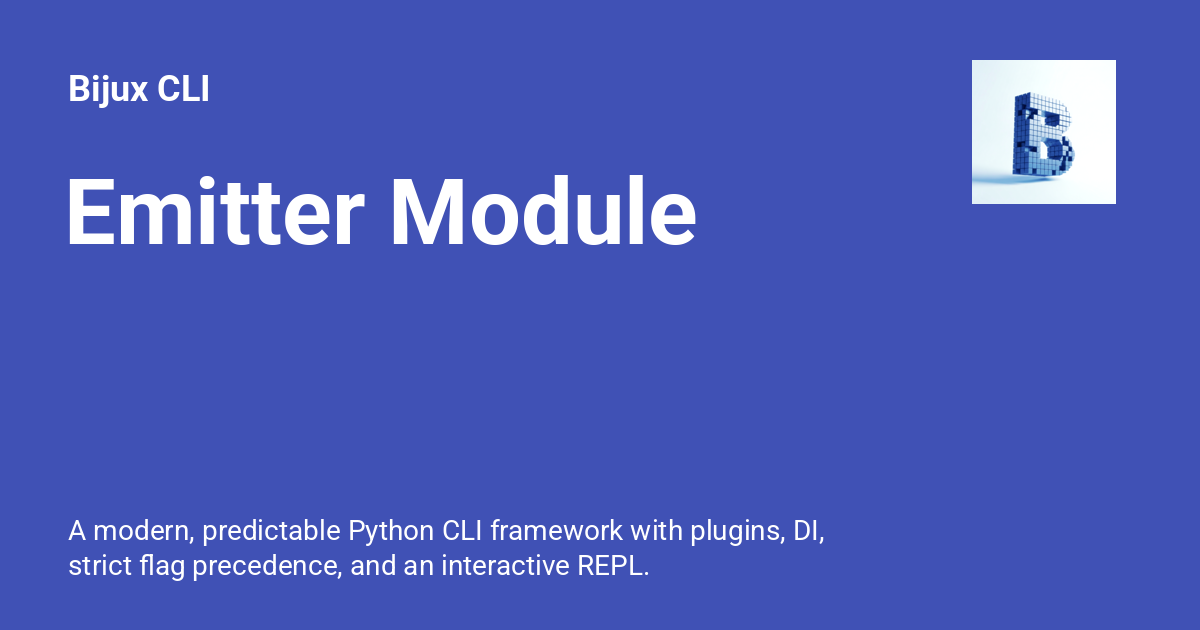 Bijux CLI
B
Emitter Module
A modern, predictable Python CLI framework with plugins, DI,
strict flag precedence, and an interactive REPL.